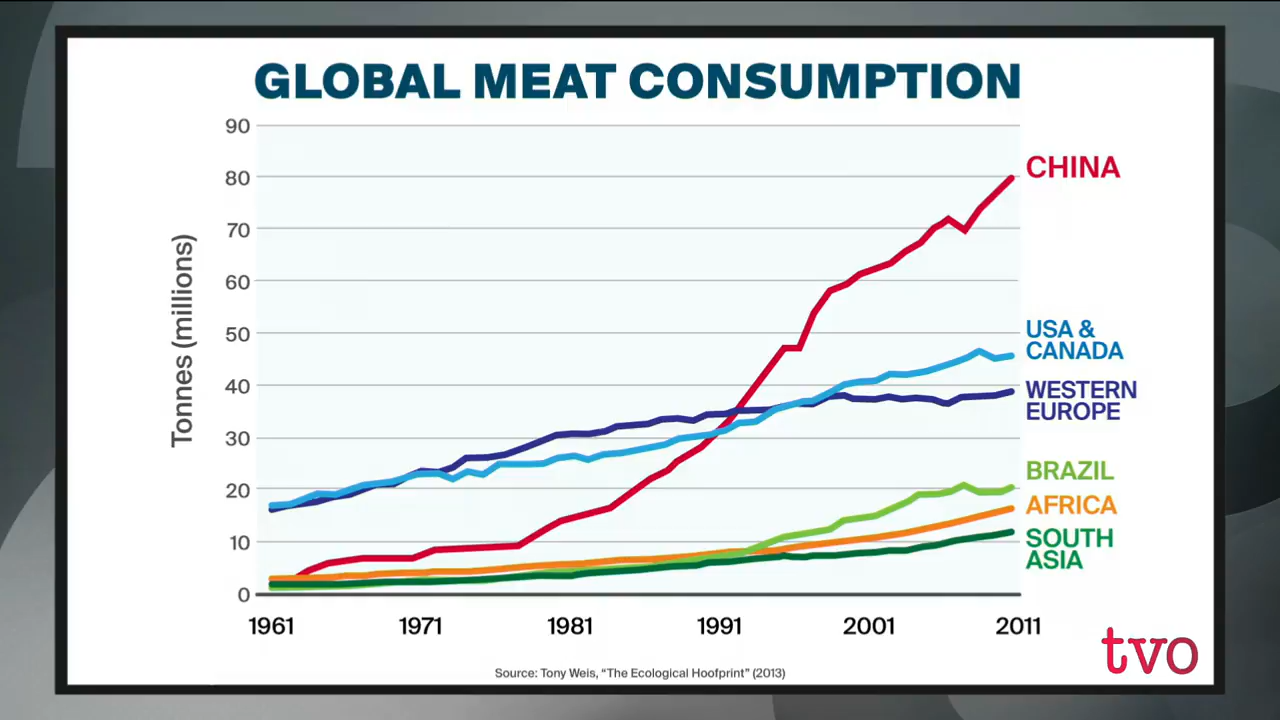 GLOBAL MEAT CONSUMPTION
Tonnes (millions)
90
80
70
60
50
40
30
20
10
0
CHINA
USA &
CANADA
WESTERN
EUROPE
BRAZIL
AFRICA
SOUTH
ASIA
1961 1971 1981 1991 2001 2011
Source: Tony Weis, “The Ecological Hoofprint” (2013)
tvo